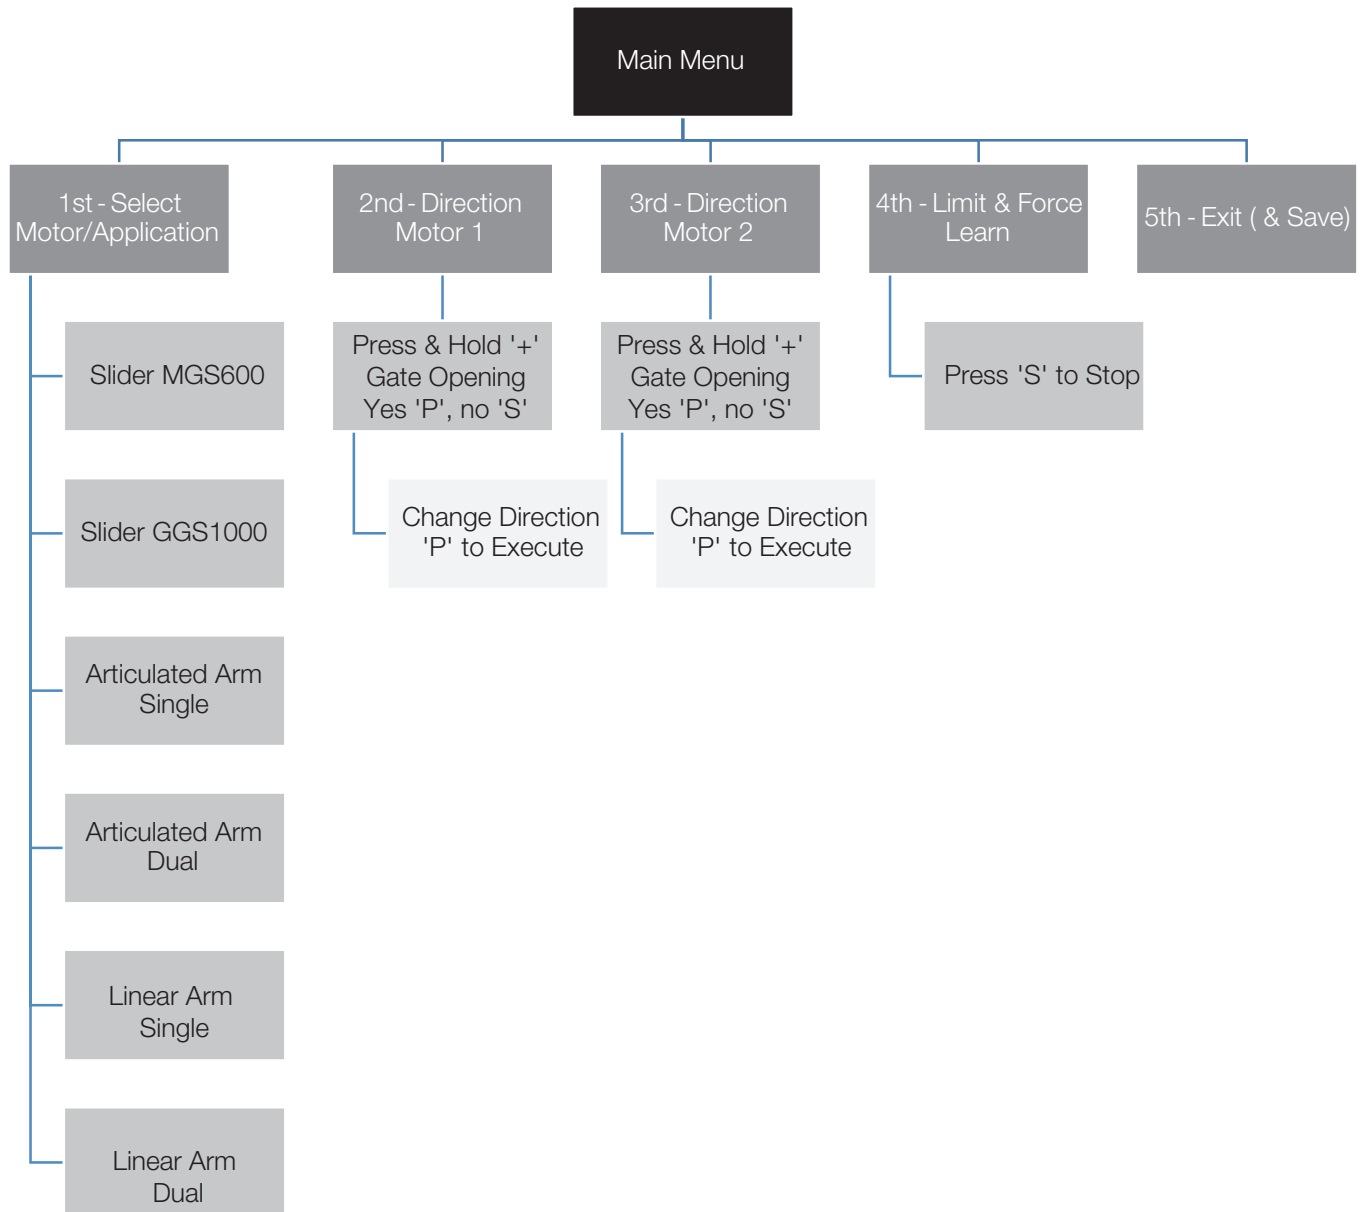 Main Menu
1st - Select
Motor/Application
2nd - Direction
Motor 1
3rd - Direction
Motor 2
4th - Limit & Force
Learn
5th - Exit ( & Save)
Slider MGS600
Slider GGS1000
Articulated Arm
Single
Articulated Arm
Dual
Linear Arm
Single
Linear Arm
Dual
Press & Hold '+'
Gate Opening
Yes 'P', no 'S'
Change Direction
'P' to Execute
Press & Hold '+'
Gate Opening
Yes 'P', no 'S'
Change Direction
'P' to Execute
Press 'S' to Stop